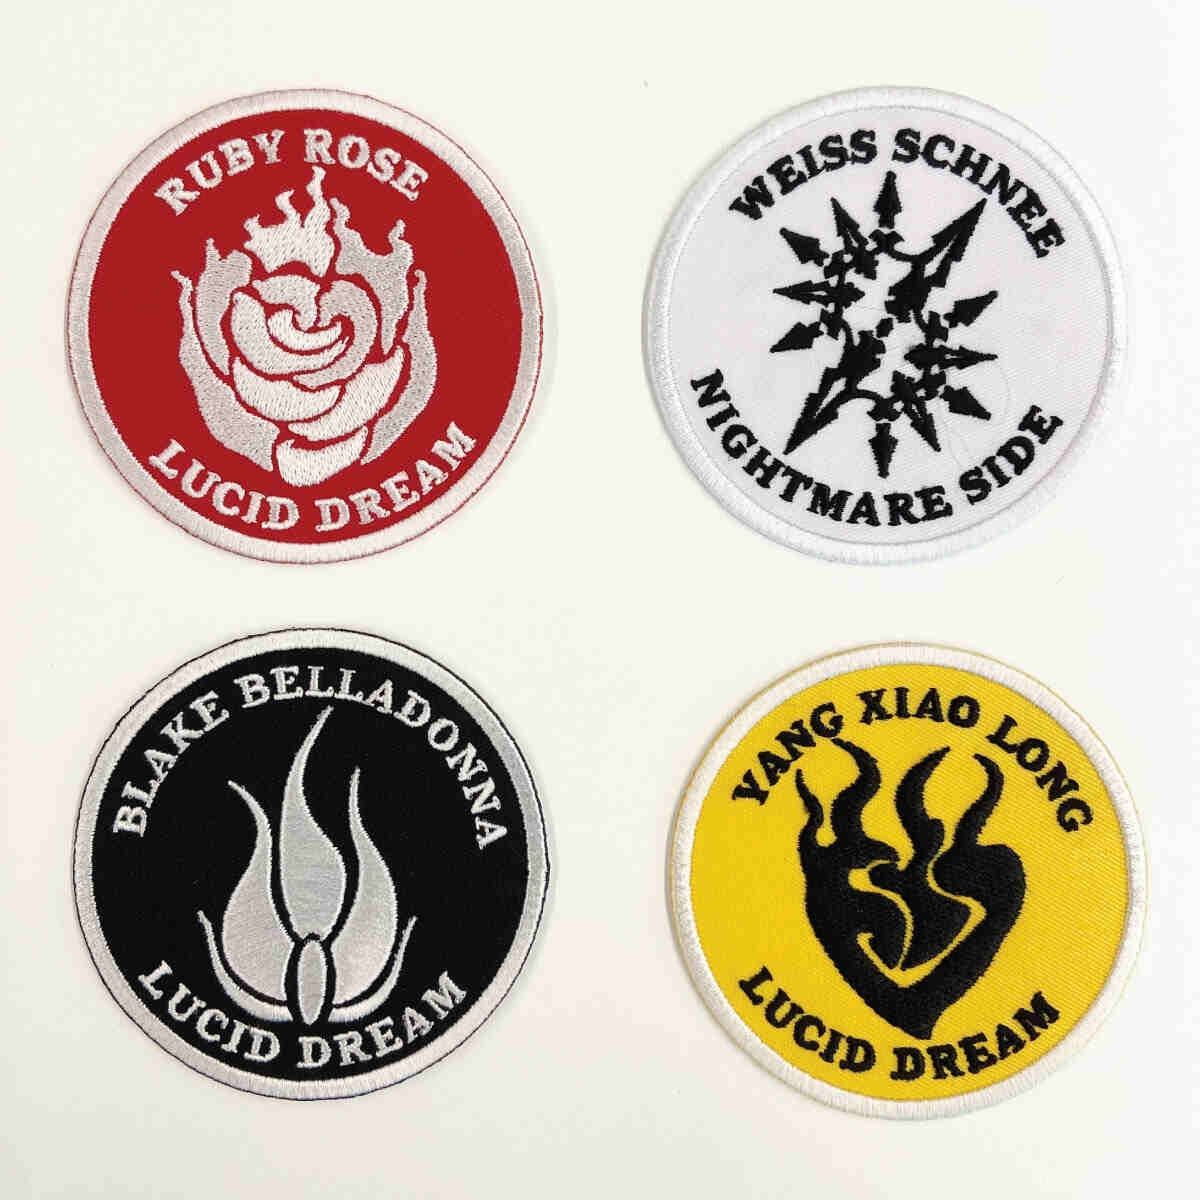 RUBY ROSE
LUCID DREAM
WEISS SCHNEE
NIGHTMARE SIDE
BLAKE BELLADONNA
LUCID DREAM
YANG XIAO LONG
LUCID DREAM